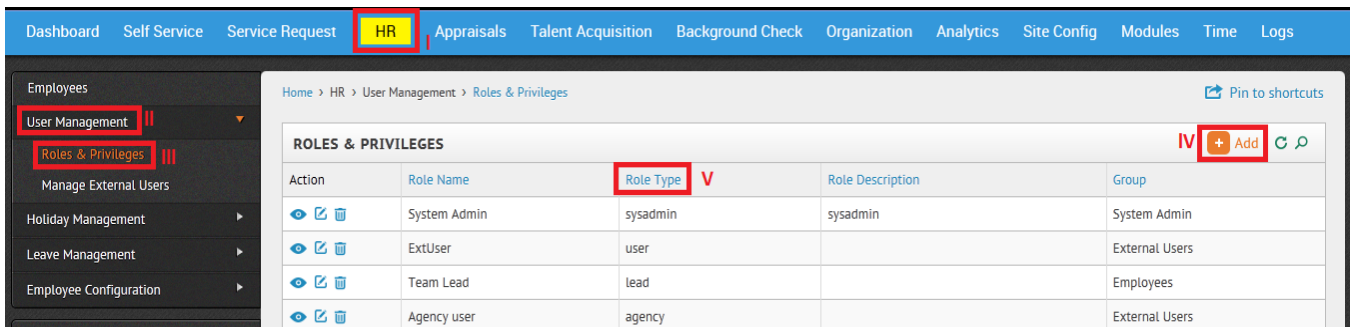 Dashboard Self Service Service Request HR I Appraisals Talent Acquisition Background Check Organization Analytics Site Config Modules Time Logs
Employees
User Management II
Roles & Privileges III
Manage External Users
Holiday Management
Leave Management
Employee Configuration
Home > HR > User Management > Roles & Privileges Pin to shortcuts
ROLES & PRIVILEGES IV + Add
Action Role Name Role Type V Role Description Group
System Admin sysadmin sysadmin System Admin
ExtUser user External Users
Team Lead lead Employees
Agency user agency External Users